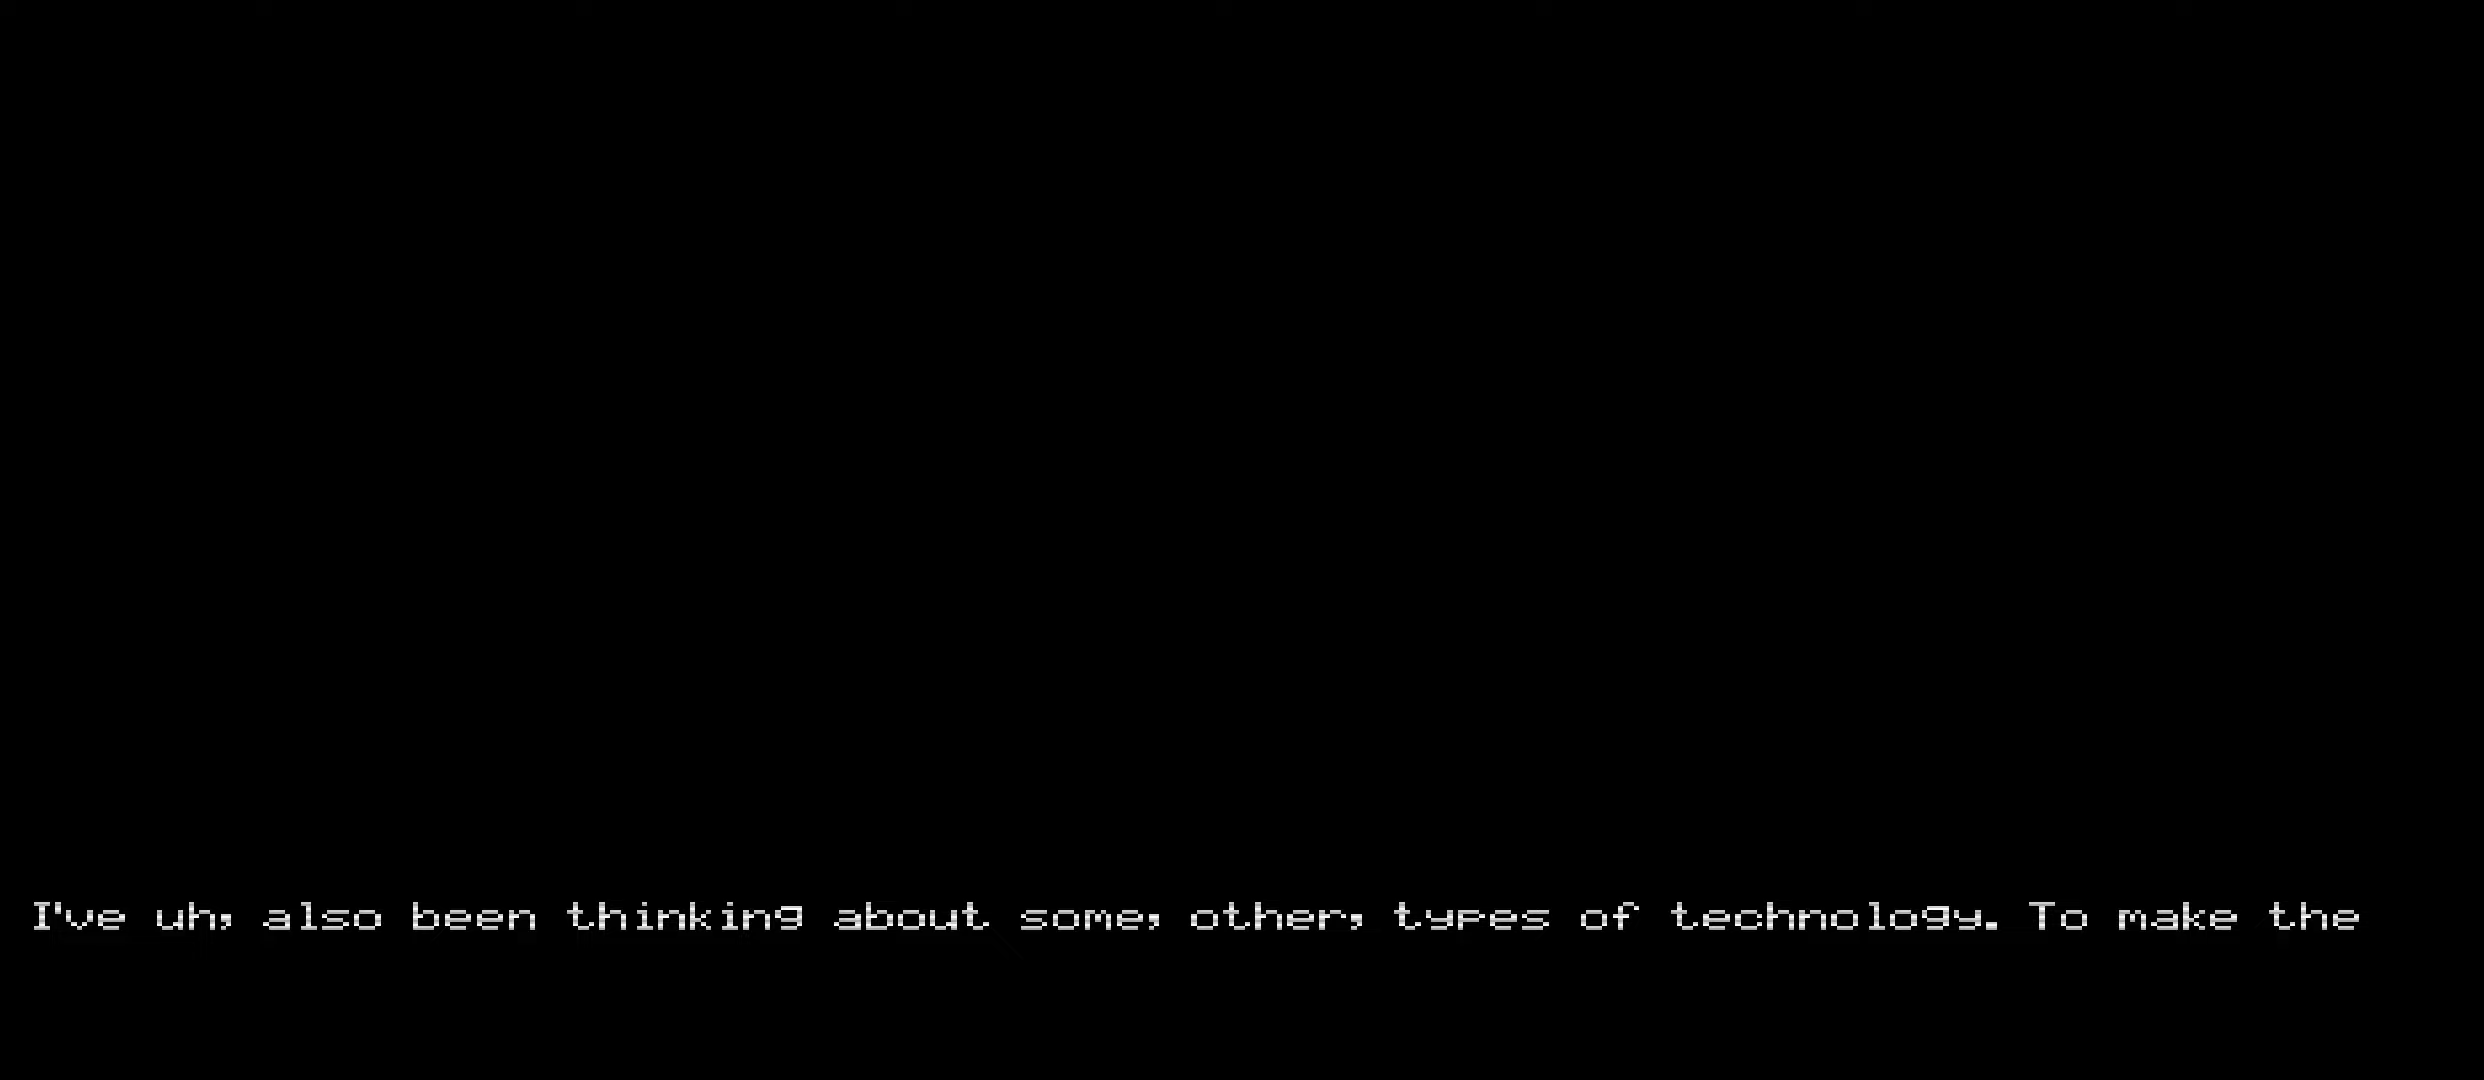 I've uh, also been thinking about some, other, types of technology. To make the